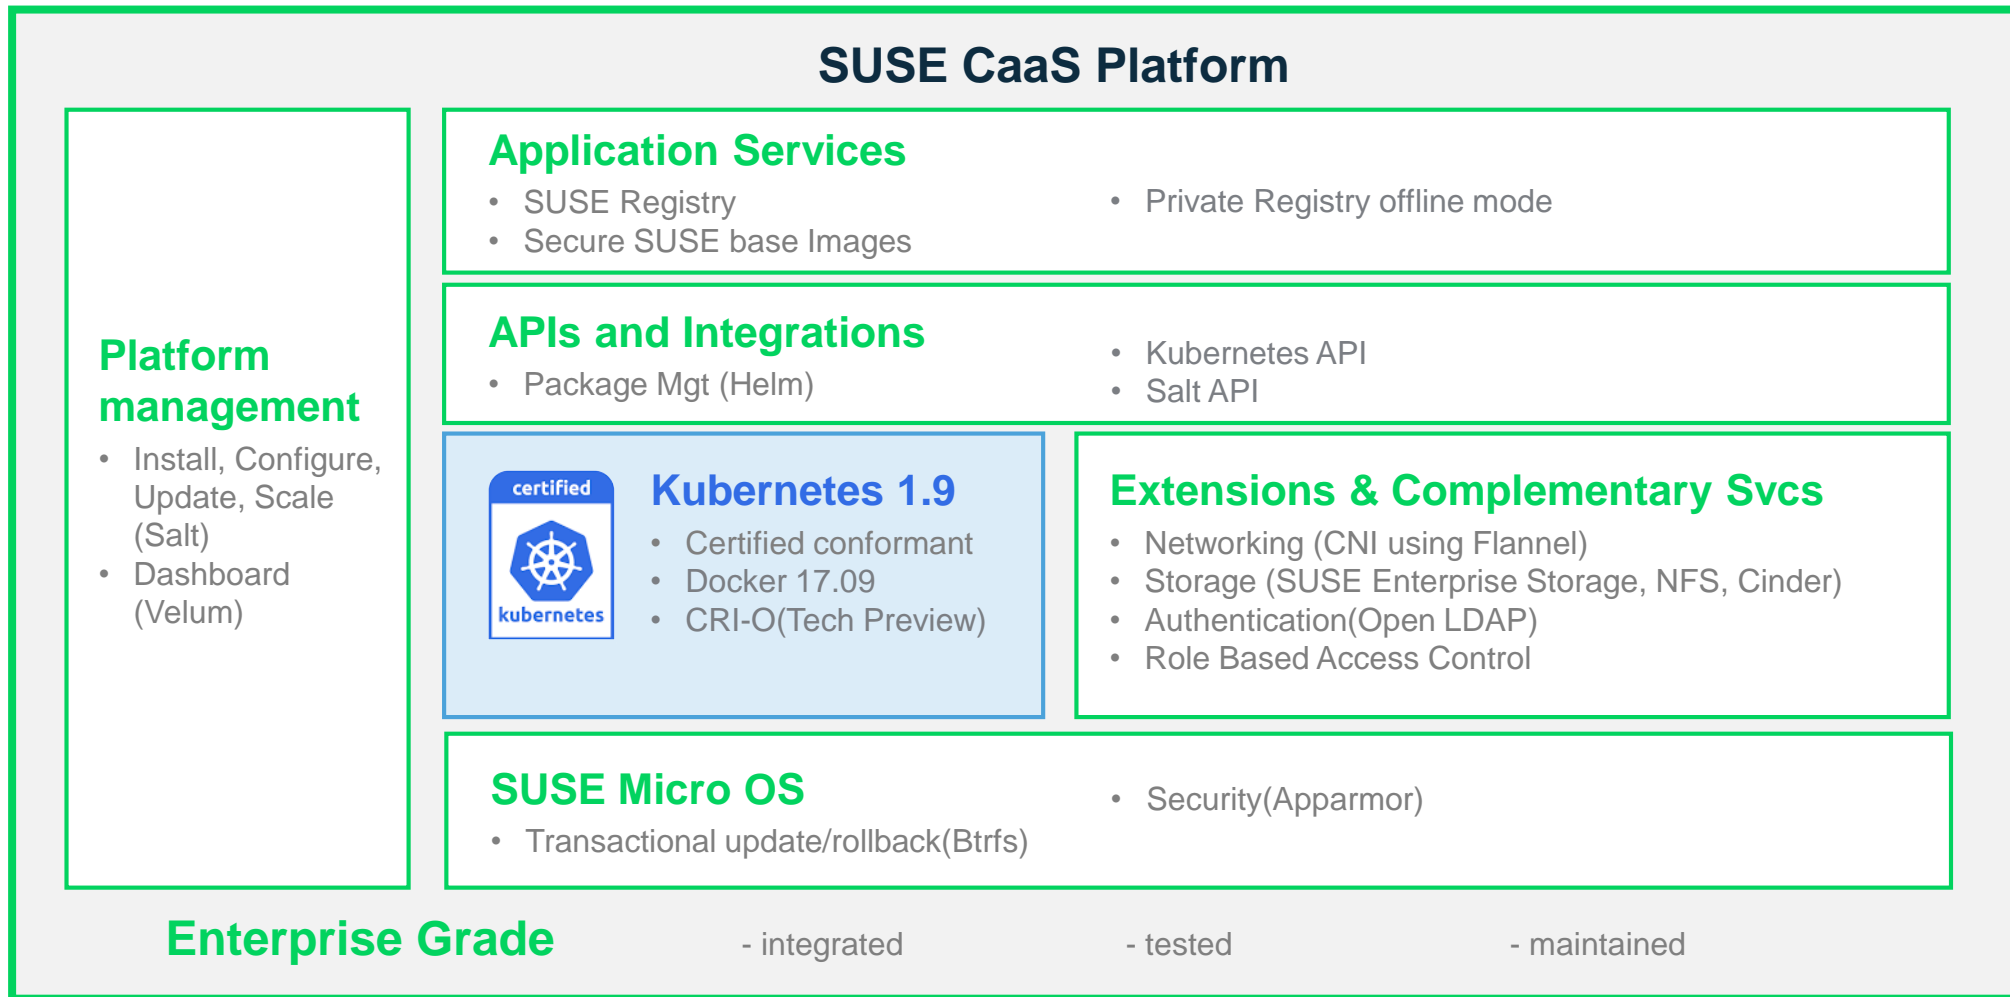 SUSE CaaS Platform
Platform
management
• Install, Configure,
Update, Scale
(Salt)
• Dashboard
(Velum)
Application Services
• SUSE Registry
• Secure SUSE base Images
• Private Registry offline mode
APIs and Integrations
• Package Mgt (Helm)
• Kubernetes API
• Salt API
certified
kubernetes
Kubernetes 1.9
• Certified conformant
• Docker 17.09
• CRI-O(Tech Preview)
Extensions & Complementary Svcs
• Networking (CNI using Flannel)
• Storage (SUSE Enterprise Storage, NFS, Cinder)
• Authentication(Open LDAP)
• Role Based Access Control
SUSE Micro OS
• Transactional update/rollback(Btrfs)
• Security(Apparmor)
Enterprise Grade
- integrated
- tested
- maintained